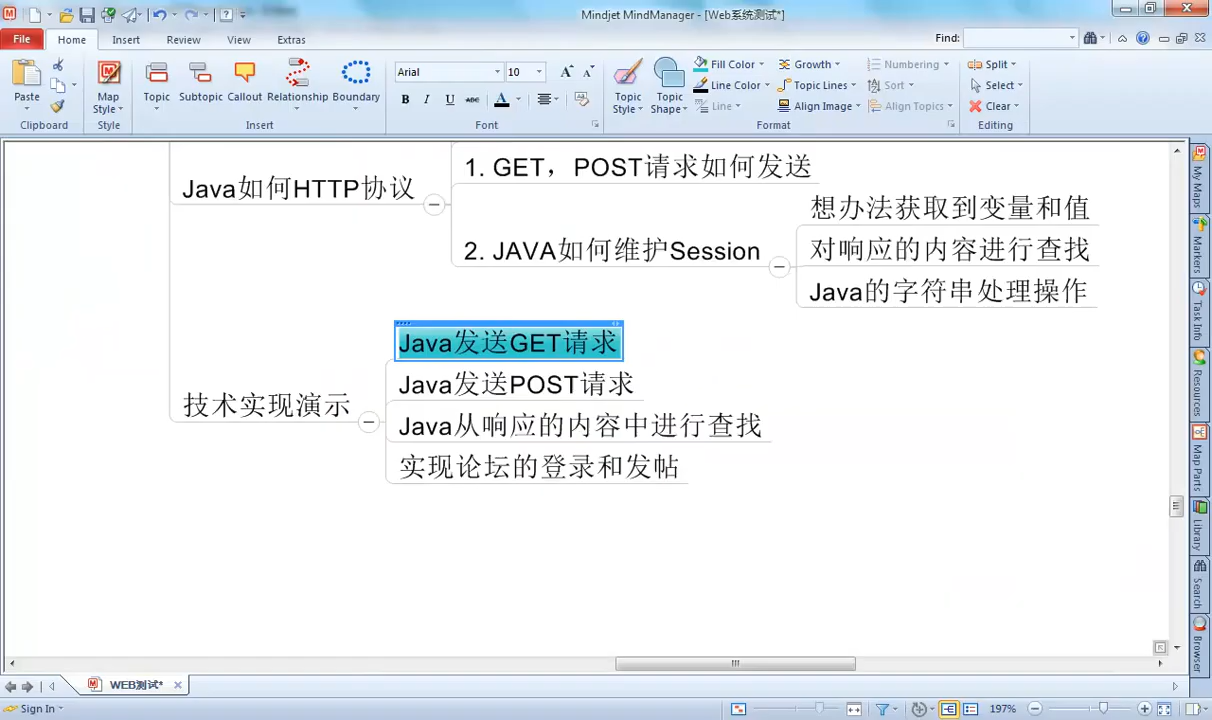 Mindjet MindManager - [Web系统测试*]
File Home Insert Review View Extras Find:
Paste
Map Style
Topic Subtopic Callout Relationship Boundary
Arial 10
B I U abc A
Topic Style
Topic Shape
Fill Color Growth Numbering Split
Line Color Topic Lines Sort Select
Line Align Image Align Topics Clear
Clipboard Style Insert Font Format Editing
1. GET，POST请求如何发送
Java如何HTTP协议
想办法获取到变量和值
2. JAVA如何维护Session
对响应的内容进行查找
Java的字符串处理操作
Java发送GET请求
Java发送POST请求
技术实现演示
Java从响应的内容中进行查找
实现论坛的登录和发帖
My Maps
Markers
Task Info
Resources
Map Parts
Library
Search
Browser
WEB测试*
Sign In
197%